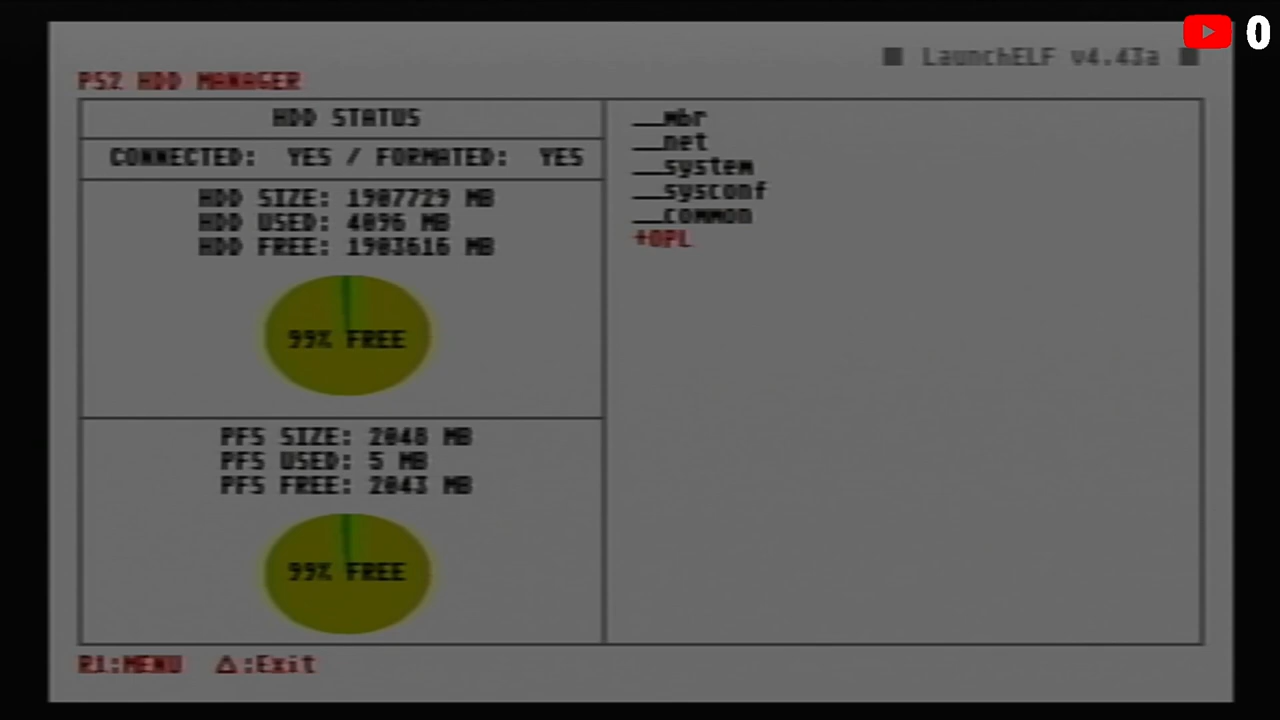 0
■ LaunchELF v4.43a ■
PS2 HDD MANAGER
HDD STATUS
CONNECTED: YES / FORMATED: YES
HDD SIZE: 1907729 MB
HDD USED: 4096 MB
HDD FREE: 1903616 MB
99% FREE
PFS SIZE: 2048 MB
PFS USED: 5 MB
PFS FREE: 2043 MB
99% FREE
__mbr
__net
__system
__sysconf
__common
+OPL
R1:MENU △:Exit